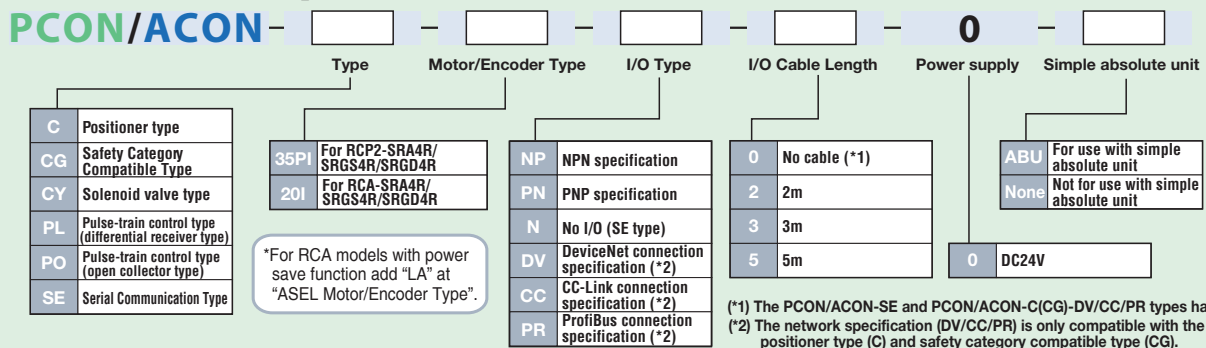 PCON/ACON- - - - - 0 -
Type
Motor/Encoder Type
I/O Type
I/O Cable Length
Power supply
Simple absolute unit
C Positioner type
CG Safety Category
Compatible Type
CY Solenoid valve type
PL Pulse-train control type
(differential receiver type)
PO Pulse-train control type
(open collector type)
SE Serial Communication Type
35PI For RCP2-SRA4R/
SRGS4R/SRGD4R
20I For RCA-SRA4R/
SRGS4R/SRGD4R
*For RCA models with power
save function add “LA” at
“ASEL Motor/Encoder Type”.
NP NPN specification
PN PNP specification
N No I/O (SE type)
DV DeviceNet connection
specification (*2)
CC CC-Link connection
specification (*2)
PR ProfiBus connection
specification (*2)
0 No cable (*1)
2 2m
3 3m
5 5m
ABU For use with simple
absolute unit
None Not for use with simple
absolute unit
0 DC24V
(*1) The PCON/ACON-SE and PCON/ACON-C(CG)-DV/CC/PR types ha
(*2) The network specification (DV/CC/PR) is only compatible with the
positioner type (C) and safety category compatible type (CG).